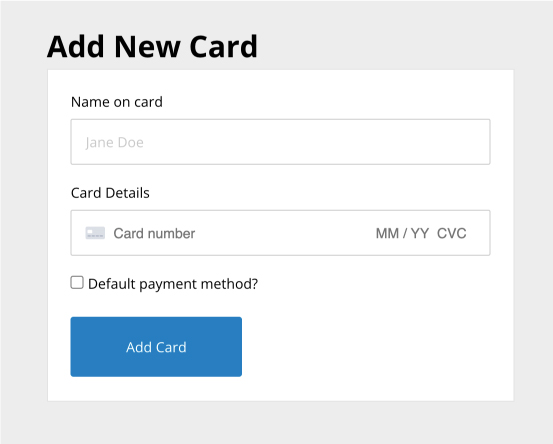 Add New Card
Name on card
Jane Doe
Card Details
Card number MM / YY CVC
Default payment method?
Add Card